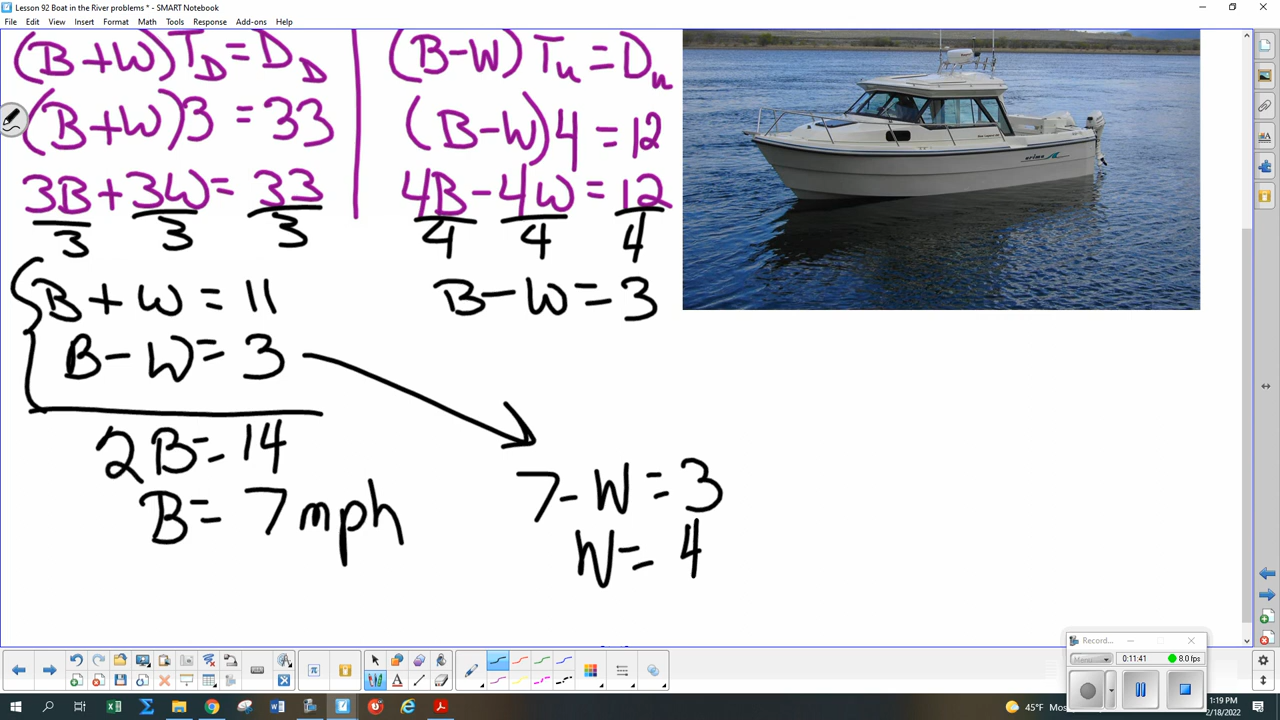 Lesson 92 Boat in the River problems * - SMART Notebook
File Edit View Insert Format Math Tools Response Add-ons Help
(B+W)T_D = D_D
(B+W)3 = 33
3B+3W= 33
3 3 3
B+W = 11
B-W = 3
2B = 14
B = 7mph
(B-W) T_u = D_u
(B-W)4 = 12
4B-4W = 12
4 4 4
B-W = 3
7-W = 3
W = 4
Record...
0:11:41 8.0 fps
45°F
1:19 PM
2/18/2022